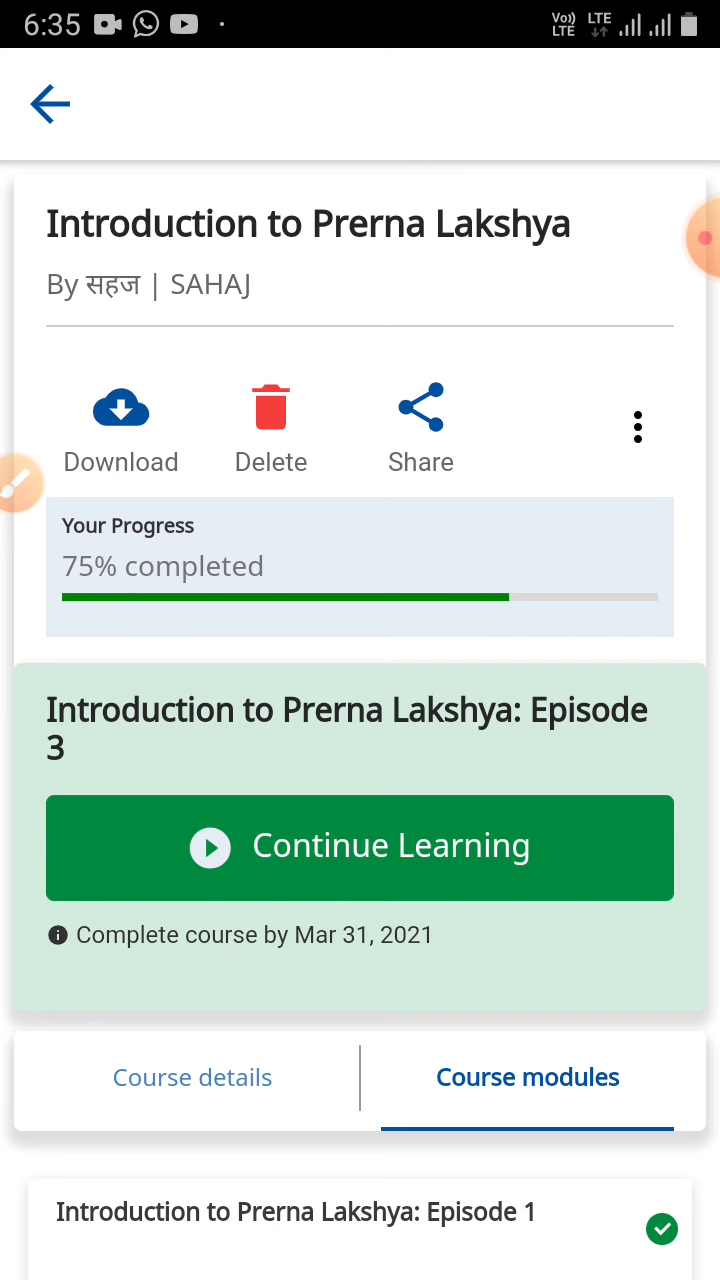 6:35
Vo)) LTE
LTE
Introduction to Prerna Lakshya
By सहज | SAHAJ
Download Delete Share
Your Progress
75% completed
Introduction to Prerna Lakshya: Episode
3
Continue Learning
Complete course by Mar 31, 2021
Course details Course modules
Introduction to Prerna Lakshya: Episode 1